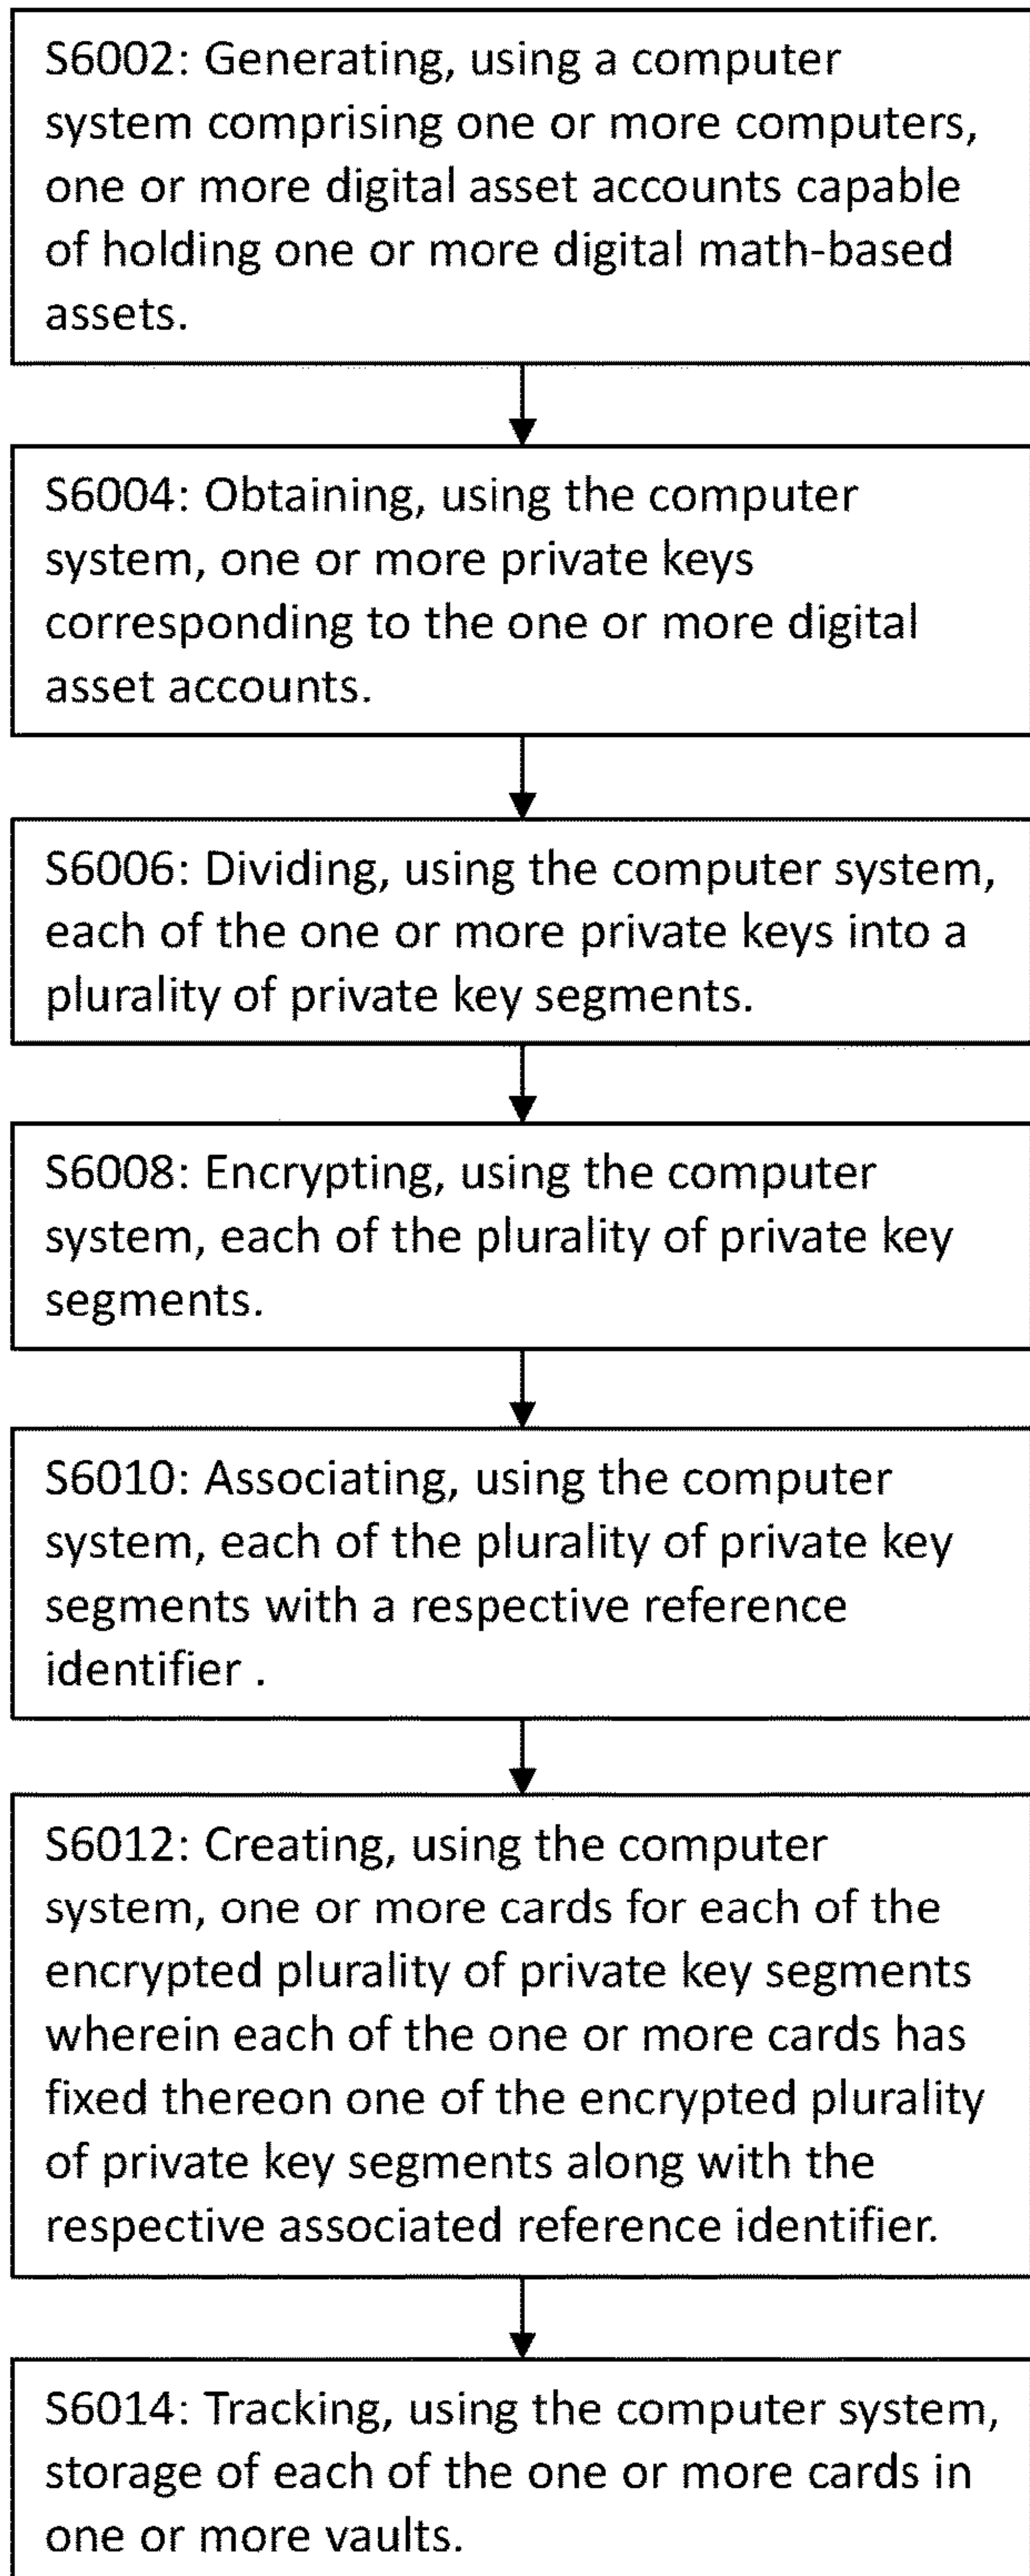 S6002: Generating, using a computer
system comprising one or more computers,
one or more digital asset accounts capable
of holding one or more digital math-based
assets.
S6004: Obtaining, using the computer
system, one or more private keys
corresponding to the one or more digital
asset accounts.
S6006: Dividing, using the computer system,
each of the one or more private keys into a
plurality of private key segments.
S6008: Encrypting, using the computer
system, each of the plurality of private key
segments.
S6010: Associating, using the computer
system, each of the plurality of private key
segments with a respective reference
identifier .
S6012: Creating, using the computer
system, one or more cards for each of the
encrypted plurality of private key segments
wherein each of the one or more cards has
fixed thereon one of the encrypted plurality
of private key segments along with the
respective associated reference identifier.
S6014: Tracking, using the computer system,
storage of each of the one or more cards in
one or more vaults.